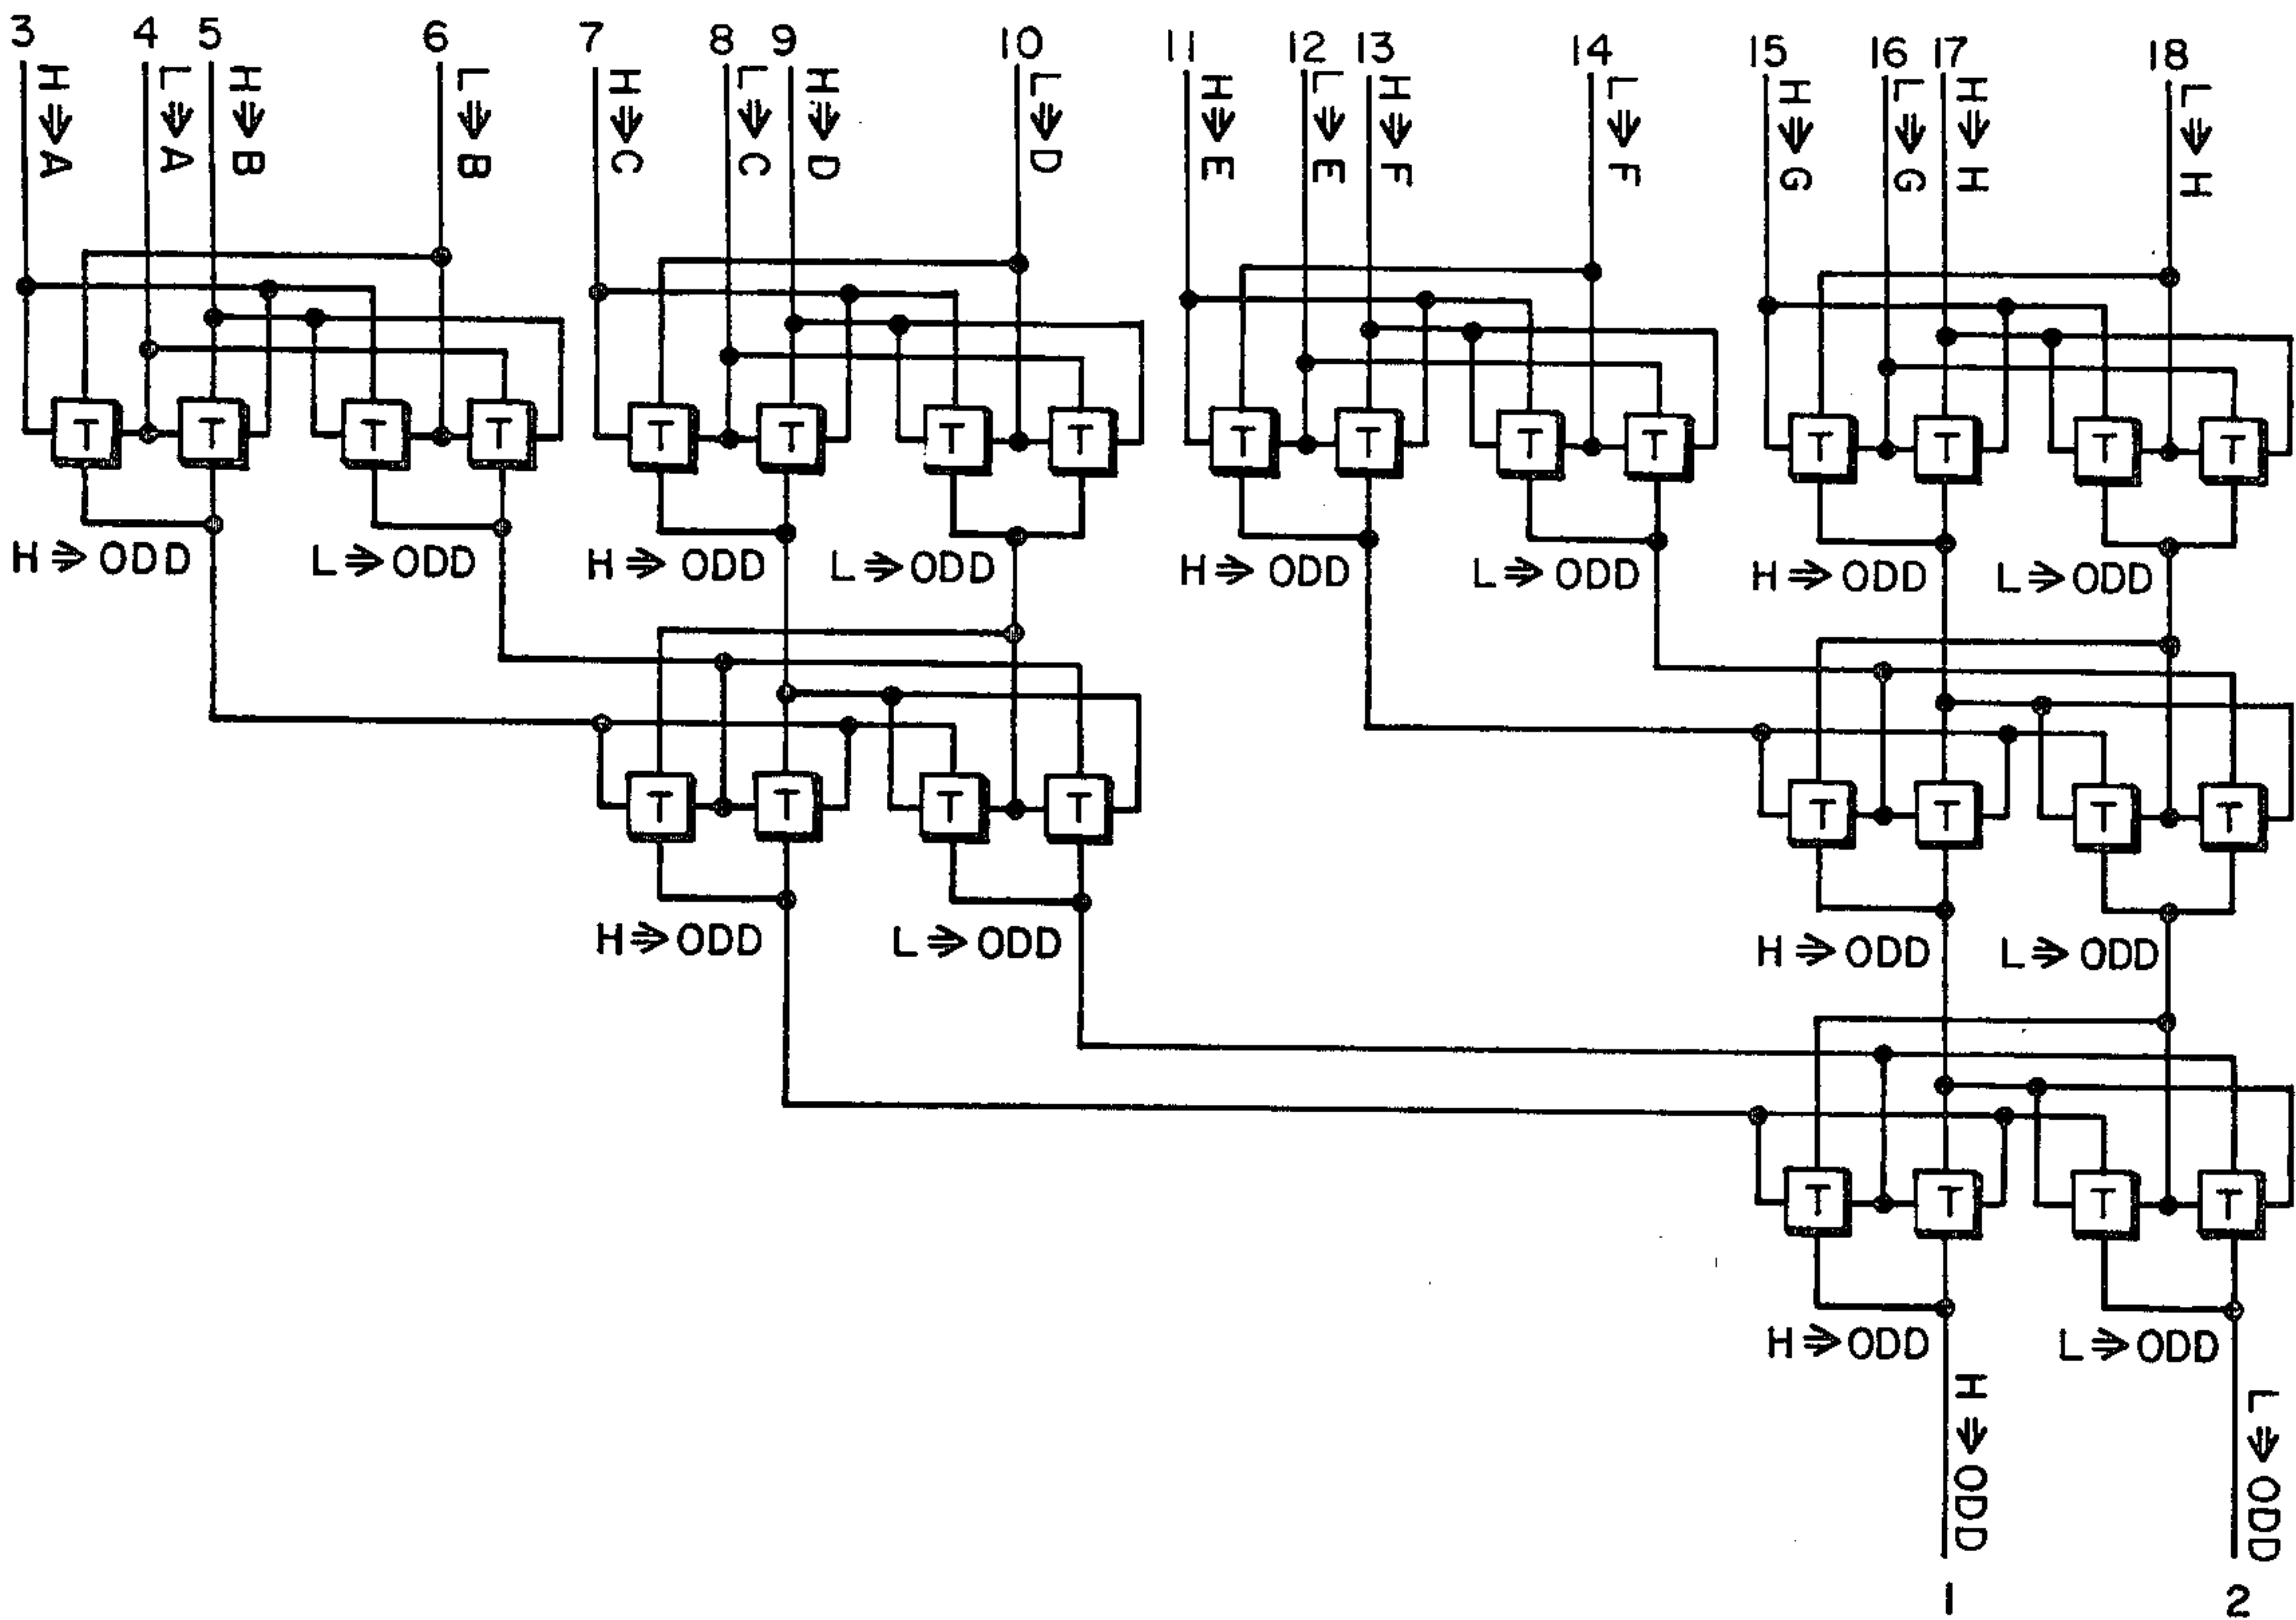 3 4 5 6 7 8 9 10 11 12 13 14 15 16 17 18
H ⇒ A
L ⇒ A
H ⇒ B
L ⇒ B
H ⇒ C
L ⇒ C
H ⇒ D
L ⇒ D
H ⇒ E
L ⇒ E
H ⇒ F
L ⇒ F
H ⇒ G
L ⇒ G
H ⇒ H
L ⇒ H
T T T T T T T T T T T T T T T T
H ⇒ ODD L ⇒ ODD H ⇒ ODD L ⇒ ODD H ⇒ ODD L ⇒ ODD H ⇒ ODD L ⇒ ODD
T T T T T T T T
H ⇒ ODD L ⇒ ODD H ⇒ ODD L ⇒ ODD
T T T T
H ⇒ ODD L ⇒ ODD
H ⇒ ODD
L ⇒ ODD
1 2